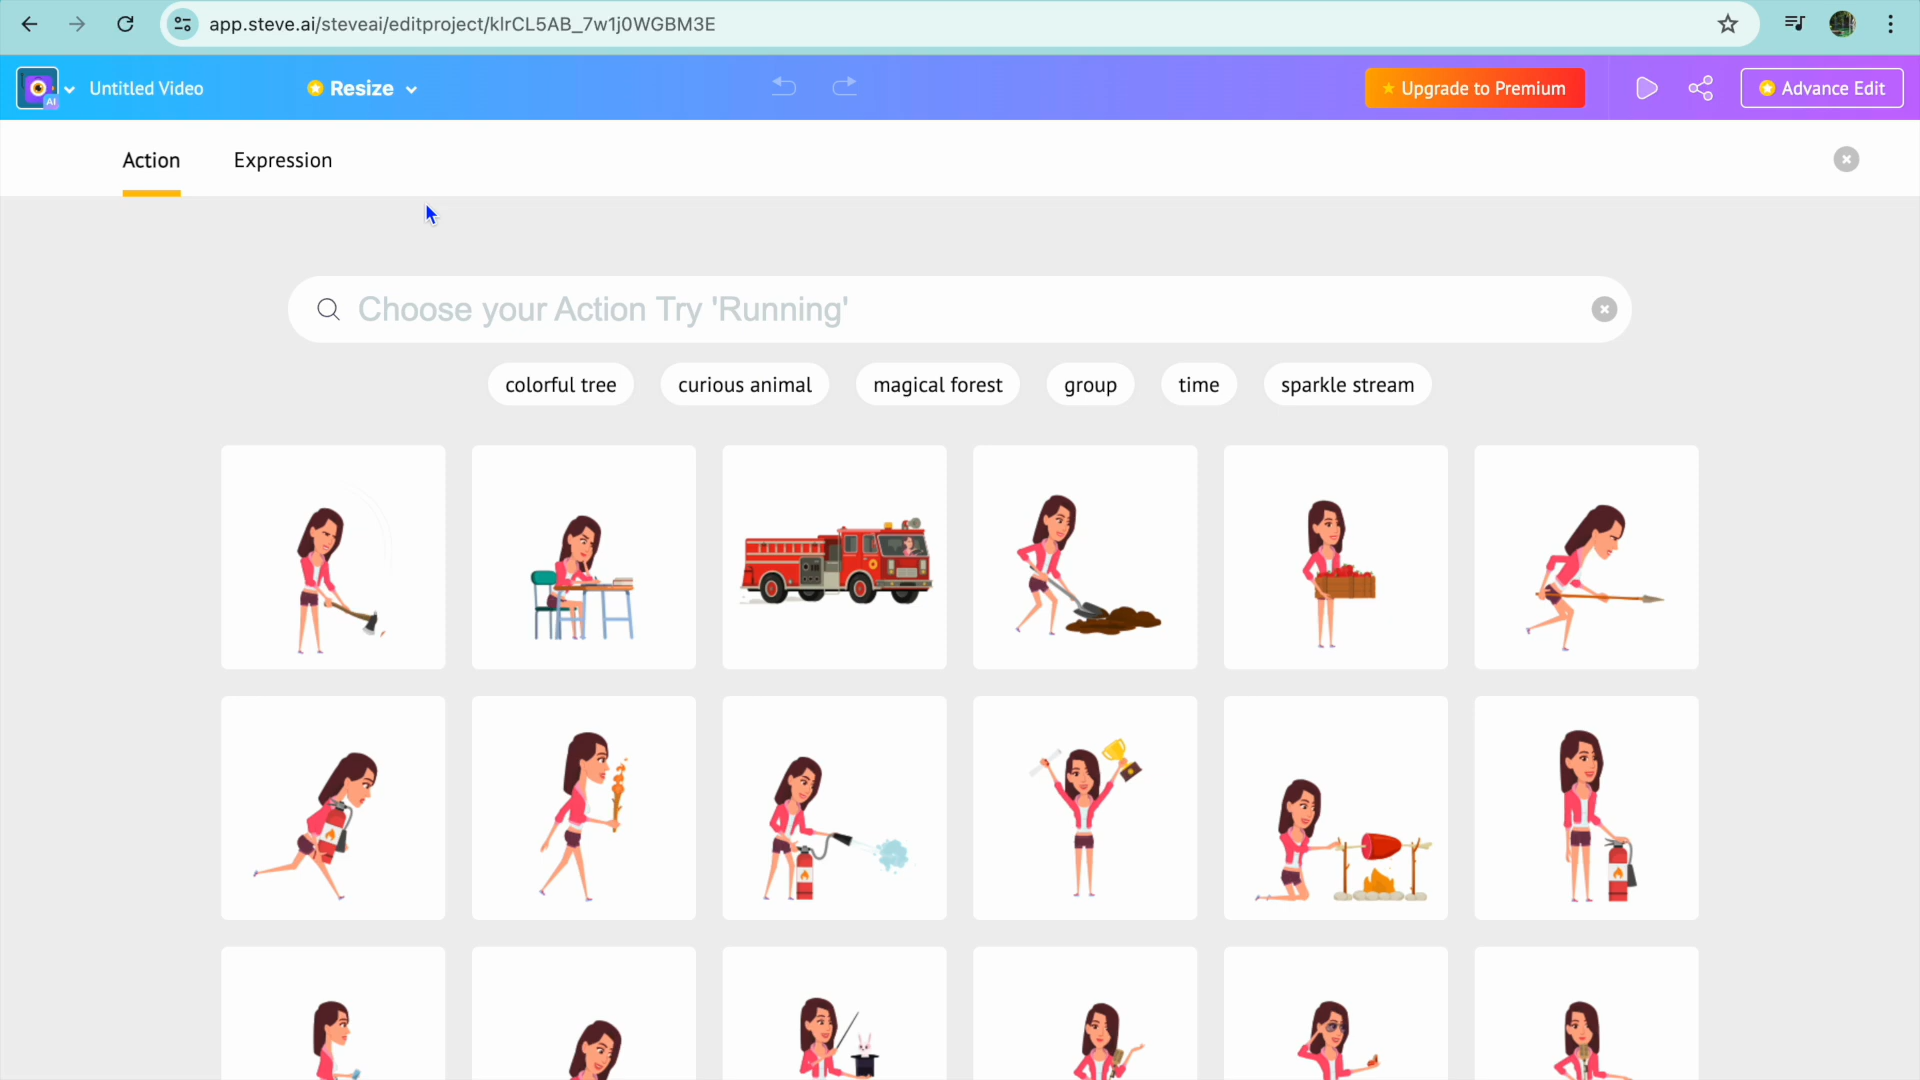 app.steve.ai/steveai/editproject/klrCL5AB_7w1j0WGBM3E
AI
Untitled Video
Resize
Upgrade to Premium
Advance Edit
Action
Expression
Choose your Action Try 'Running'
colorful tree
curious animal
magical forest
group
time
sparkle stream